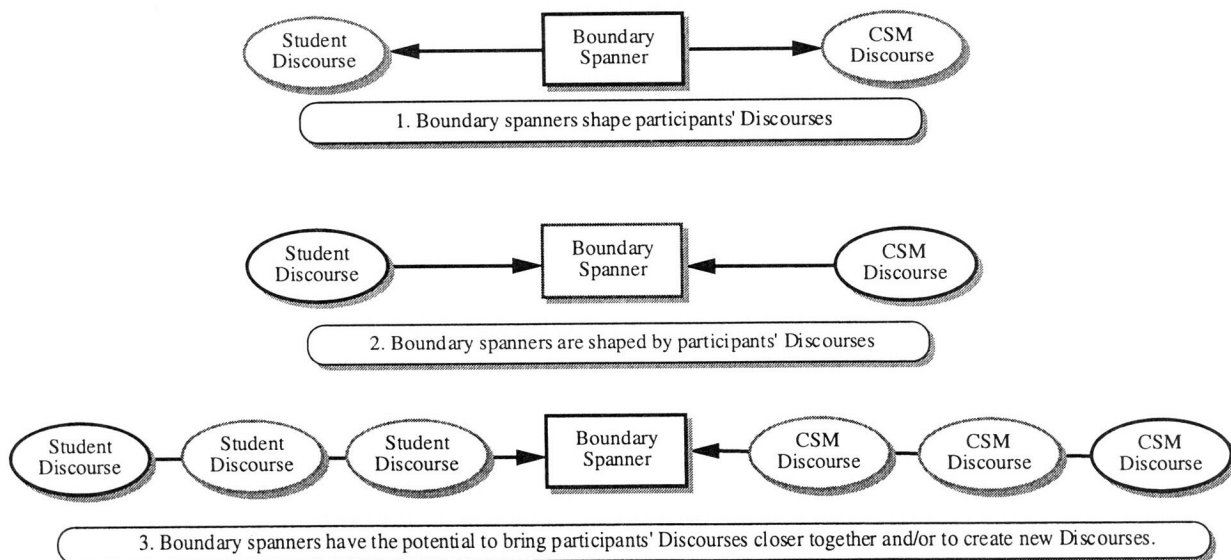 Student
Discourse
Boundary
Spanner
CSM
Discourse
1. Boundary spanners shape participants' Discourses
Student
Discourse
Boundary
Spanner
CSM
Discourse
2. Boundary spanners are shaped by participants' Discourses
Student
Discourse
Student
Discourse
Student
Discourse
Boundary
Spanner
CSM
Discourse
CSM
Discourse
CSM
Discourse
3. Boundary spanners have the potential to bring participants' Discourses closer together and/or to create new Discourses.